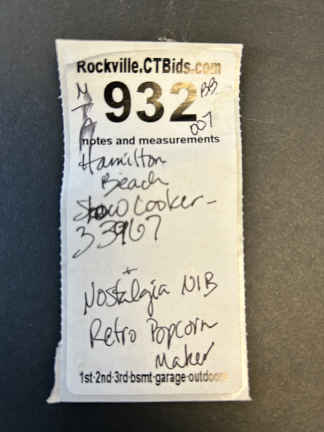 Rockville.CTBids.com
932
BB
007
notes and measurements
Hamilton
Beach
Slow Cooker-
33967
+
Nostalgia NIB
Retro Popcorn
Maker
1st·2nd·3rd·bsmt·garage·outdoor